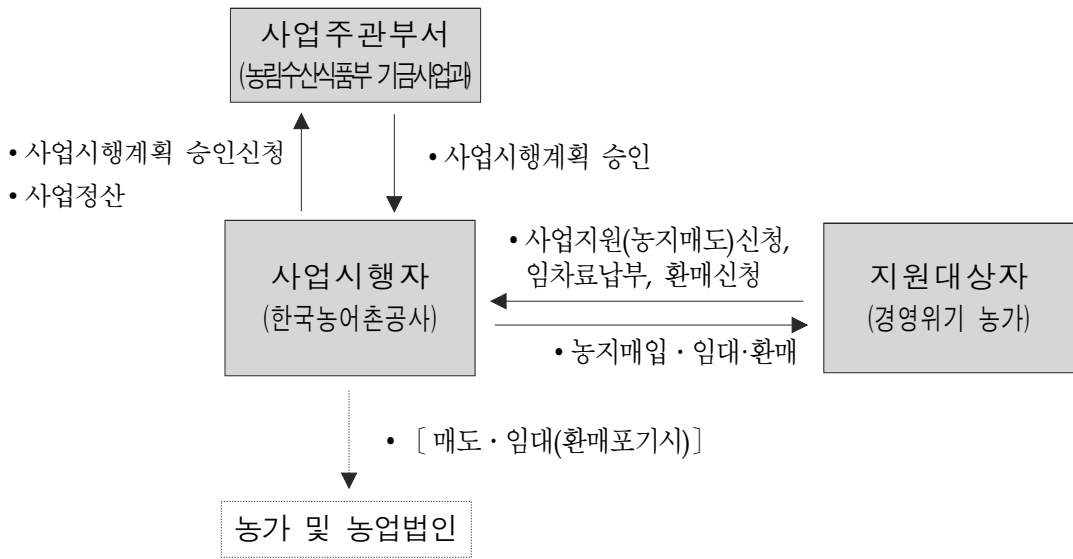 사업주관부서
(농림수산식품부 기금사업과)
• 사업시행계획 승인신청
• 사업정산
• 사업시행계획 승인
사업시행자
(한국농어촌공사)
• 사업지원(농지매도)신청,
임차료납부, 환매신청
• 농지매입 · 임대·환매
지원대상자
(경영위기 농가)
• [ 매도 · 임대(환매포기시)]
농가 및 농업법인